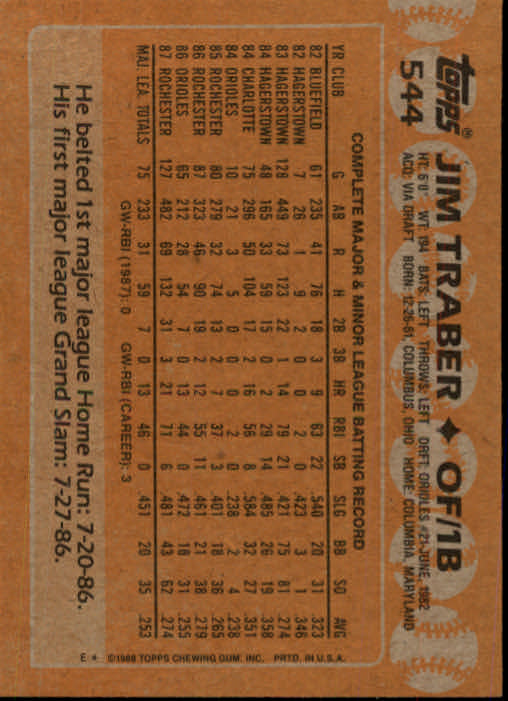 topps®
544
JIM TRABER ✦ OF/1B
HT: 6'0" WT: 194 BATS: LEFT THROWS: LEFT DRFT: ORIOLES #21-JUNE, 1982
ACQ: VIA DRAFT BORN: 12-26-61, COLUMBUS, OHIO HOME: COLUMBIA, MARYLAND
COMPLETE MAJOR & MINOR LEAGUE BATTING RECORD
YR CLUB G AB R H 2B 3B HR RBI SB SLG BB SO AVG
82 BLUEFIELD 61 235 41 76 18 3 9 63 22 .540 20 31 .323
82 HAGERSTOWN 7 26 1 9 2 0 0 2 0 .423 3 1 .346
83 HAGERSTOWN 128 449 73 123 22 1 14 79 21 .421 75 81 .274
84 HAGERSTOWN 48 165 33 59 15 0 2 29 14 .485 26 19 .358
84 CHARLOTTE 75 296 50 104 17 2 16 56 8 .584 32 27 .351
84 ORIOLES 10 21 3 5 0 0 0 2 0 .238 2 4 .238
85 ROCHESTER 80 279 32 74 13 2 7 37 3 .401 18 36 .265
86 ROCHESTER 87 323 46 90 19 2 12 55 11 .461 21 38 .279
86 ORIOLES 65 212 28 54 7 0 13 44 0 .472 18 31 .255
87 ROCHESTER 127 482 69 132 31 3 21 71 6 .481 43 62 .274
MAJ. LEA. TOTALS 75 233 31 59 7 0 13 46 0 .451 20 35 .253
GW-RBI (1987): 0 GW-RBI (CAREER): 3
He belted 1st major league Home Run: 7-20-86.
His first major league Grand Slam: 7-27-86.
E * ©1988 TOPPS CHEWING GUM, INC. PRTD. IN U.S.A.